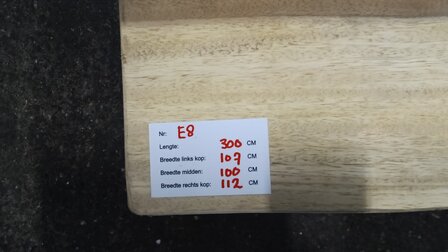 Nr: E8
Lengte: 300 CM
Breedte links kop: 107 CM
Breedte midden: 100 CM
Breedte rechts kop: 112 CM